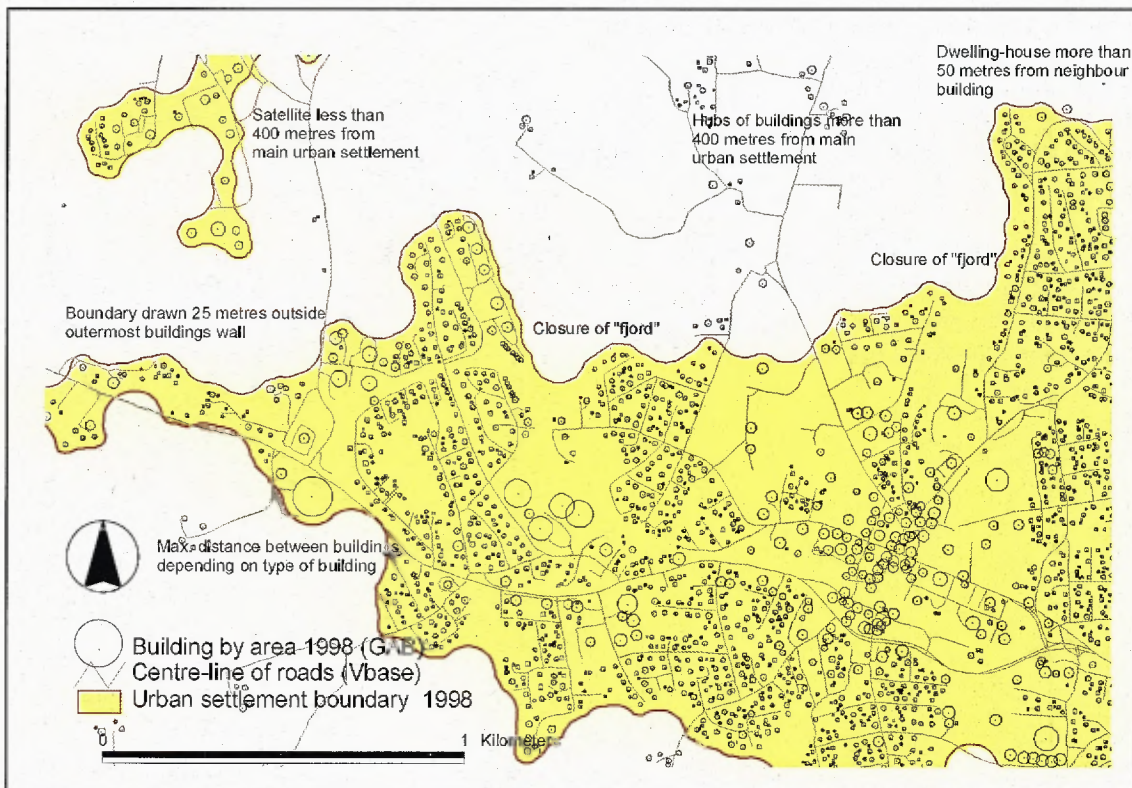 Dwelling-house more than
50 metres from neighbour
building
Satellite less than
400 metres from
main urban settlement
Hubs of buildings more than
400 metres from main
urban settlement
Closure of "fjord"
Boundary drawn 25 metres outside
outermost buildings wall
Closure of "fjord"
Max. distance between buildings
depending on type of building
Building by area 1998 (GAB)
Centre-line of roads (Vbase)
Urban settlement boundary 1998
0 1 Kilometers